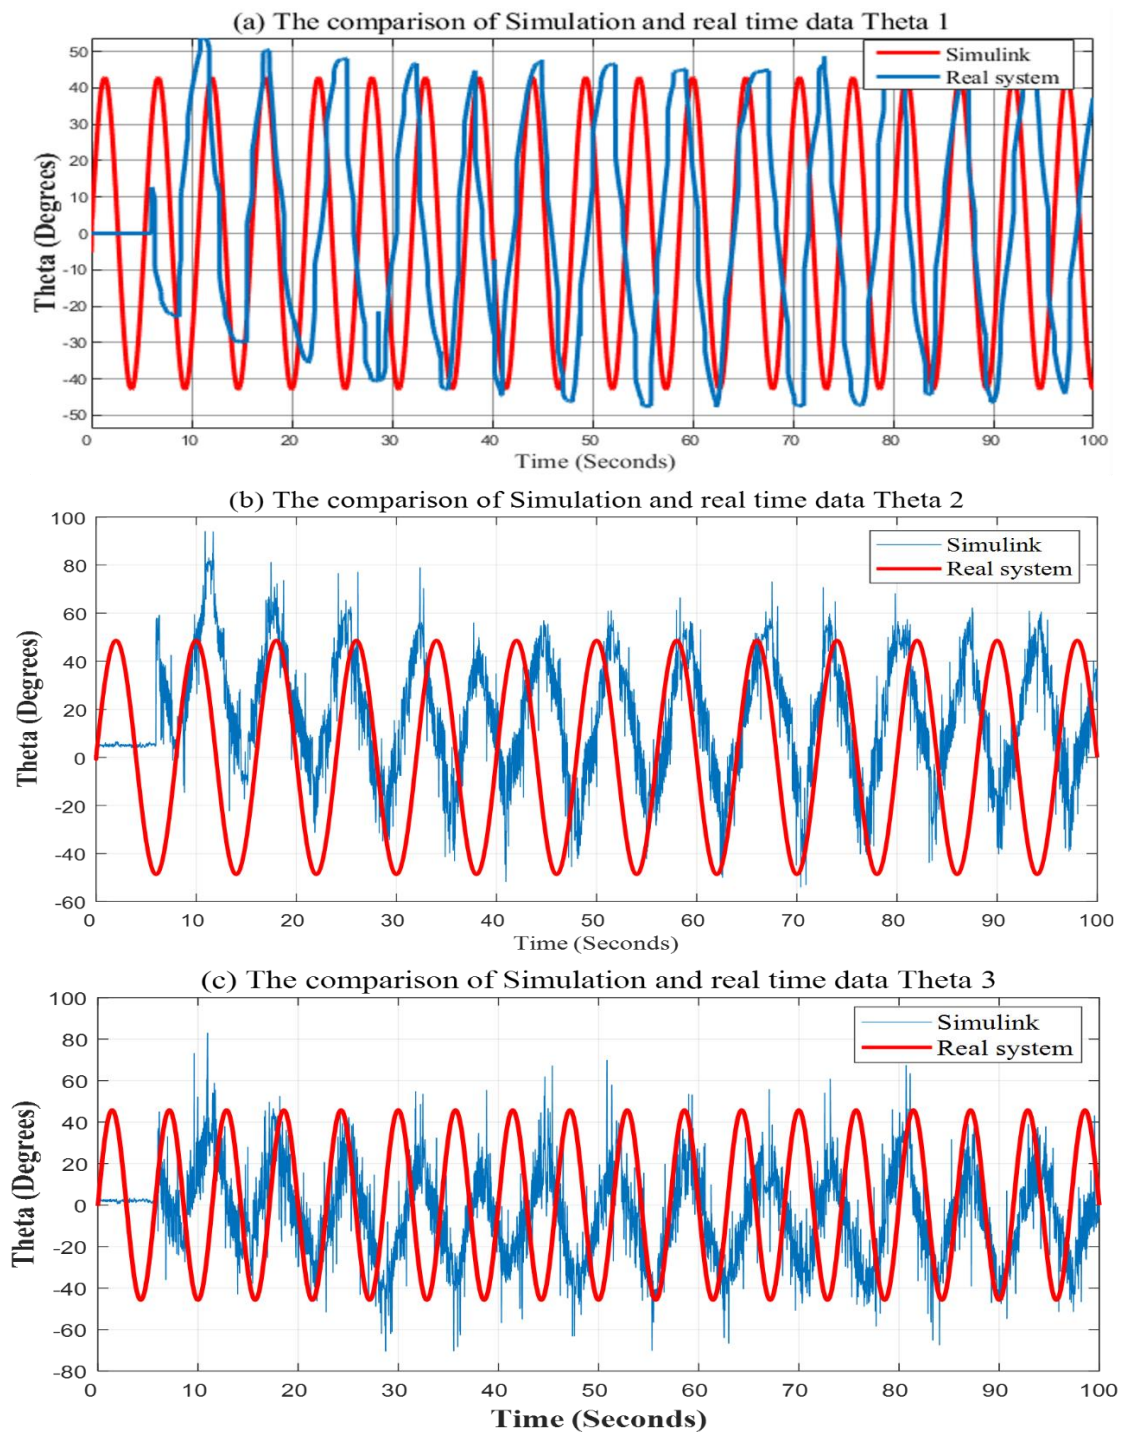 (a) The comparison of Simulation and real time data Theta 1
Simulink
Real system
Theta (Degrees)
50
40
30
20
10
0
-10
-20
-30
-40
-50
0 10 20 30 40 50 60 70 80 90 100
Time (Seconds)
(b) The comparison of Simulation and real time data Theta 2
Simulink
Real system
Theta (Degrees)
100
80
60
40
20
0
-20
-40
-60
0 10 20 30 40 50 60 70 80 90 100
Time (Seconds)
(c) The comparison of Simulation and real time data Theta 3
Simulink
Real system
Theta (Degrees)
100
80
60
40
20
0
-20
-40
-60
-80
0 10 20 30 40 50 60 70 80 90 100
Time (Seconds)